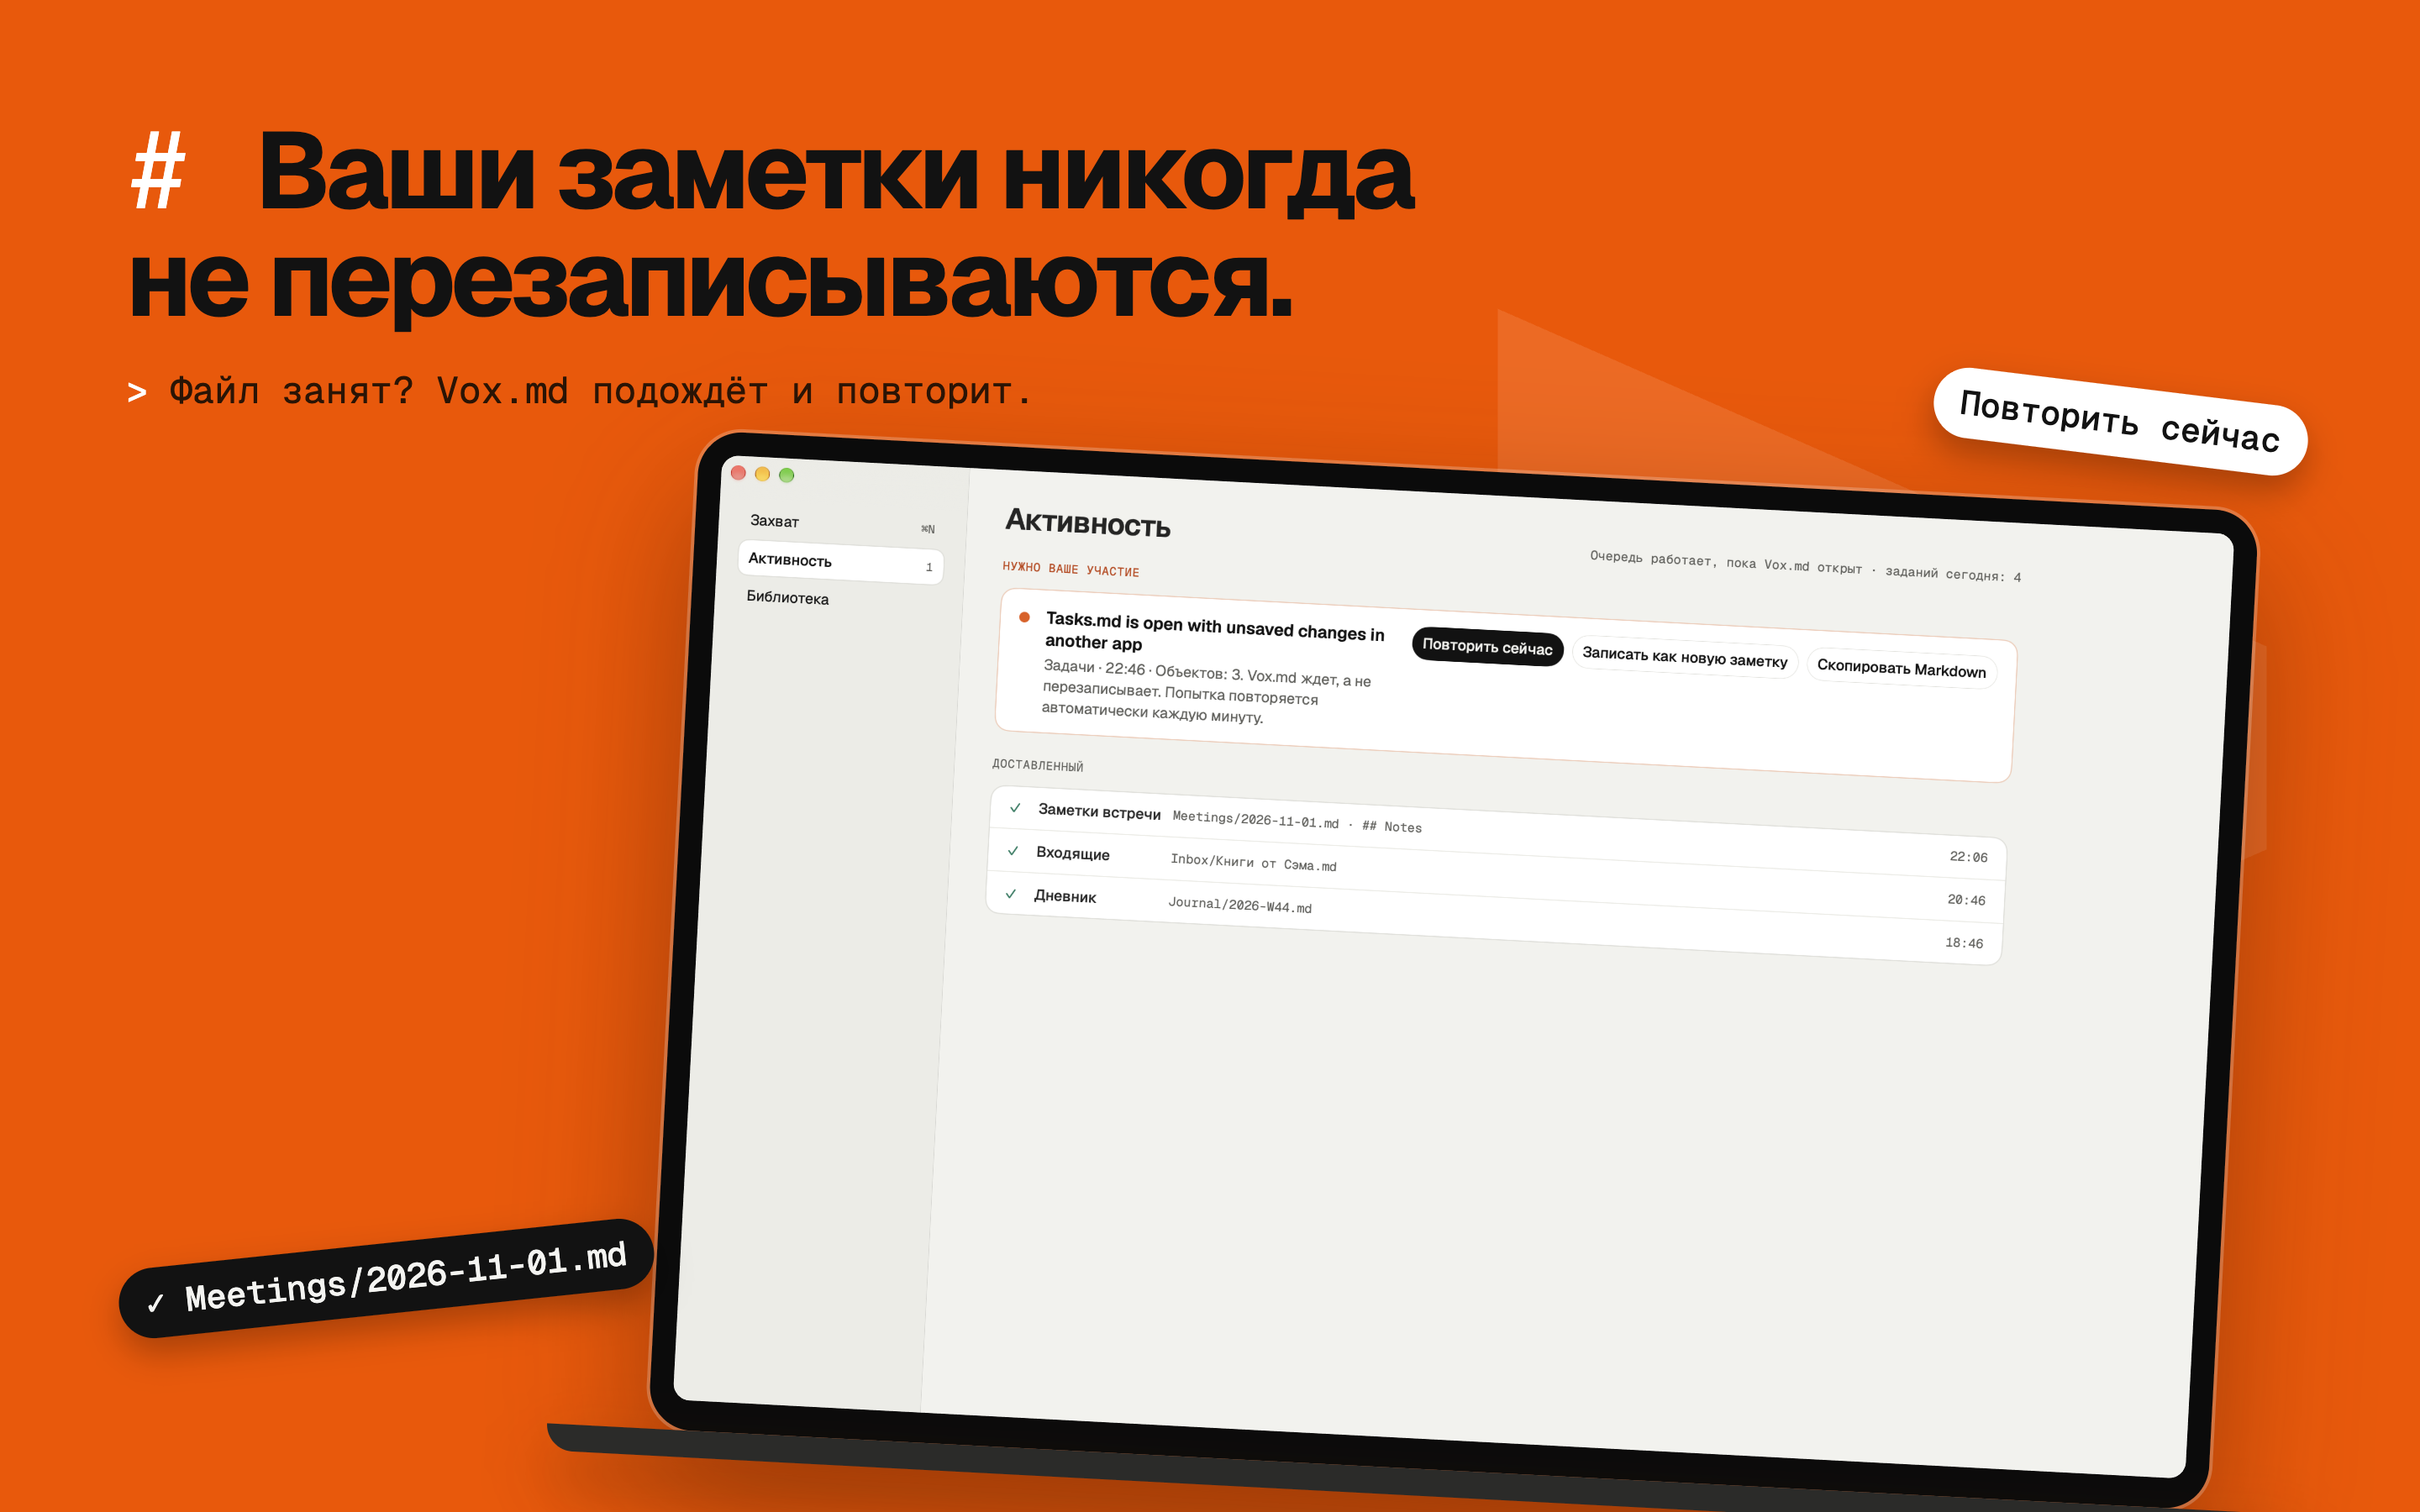 # Ваши заметки никогда
не перезаписываются.
> Файл занят? Vox.md подождёт и повторит.
Повторить сейчас
Захват ⌘N
Активность 1
Библиотека
Активность
Очередь работает, пока Vox.md открыт · заданий сегодня: 4
НУЖНО ВАШЕ УЧАСТИЕ
Tasks.md is open with unsaved changes in
another app
Задачи · 22:46 · Объектов: 3. Vox.md ждет, а не
перезаписывает. Попытка повторяется
автоматически каждую минуту.
Повторить сейчас
Записать как новую заметку
Скопировать Markdown
ДОСТАВЛЕННЫЙ
✓ Заметки встречи Meetings/2026-11-01.md · ## Notes 22:06
✓ Входящие Inbox/Книги от Сэма.md 20:46
✓ Дневник Journal/2026-W44.md 18:46
✓ Meetings/2026-11-01.md